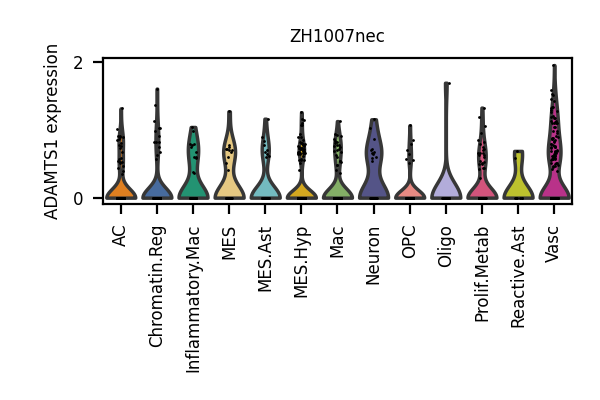 ZH1007nec
ADAMTS1 expression
2
0
AC
Chromatin.Reg
Inflammatory.Mac
MES
MES.Ast
MES.Hyp
Mac
Neuron
OPC
Oligo
Prolif.Metab
Reactive.Ast
Vasc